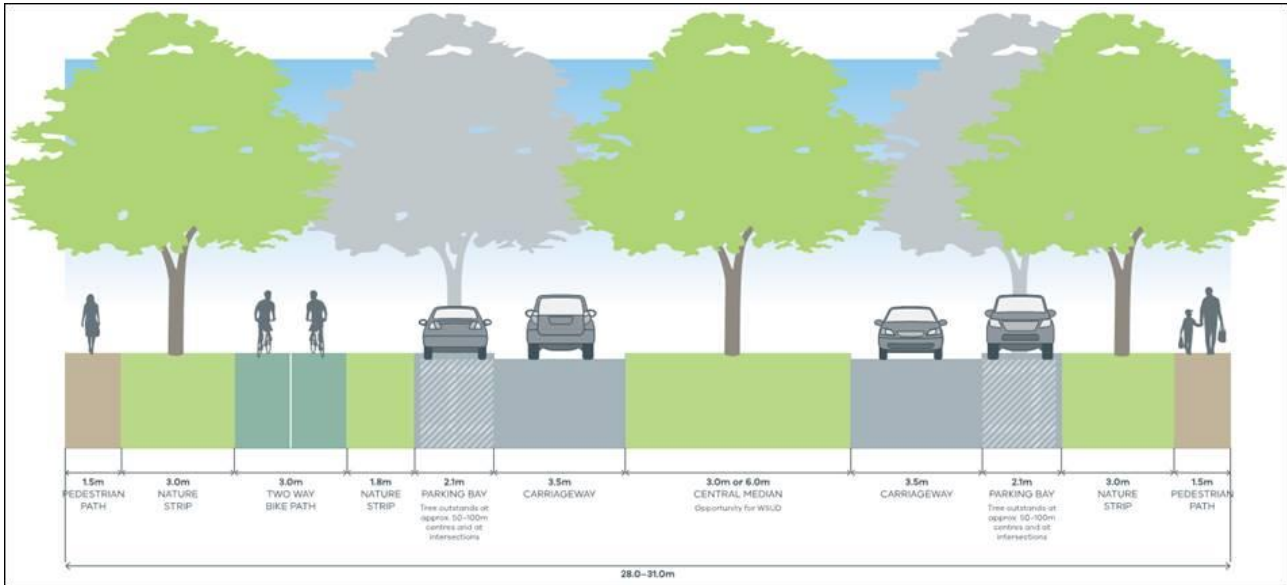 1.5m
PEDESTRIAN
PATH
3.0m
NATURE
STRIP
3.0m
TWO WAY
BIKE PATH
1.8m
NATURE
STRIP
2.1m
PARKING BAY
Tree outstands at
approx. 50-100m
centres and at
intersections
3.5m
CARRIAGEWAY
3.0m or 6.0m
CENTRAL MEDIAN
Opportunity for WSUD
3.5m
CARRIAGEWAY
2.1m
PARKING BAY
Tree outstands at
approx. 50-100m
centres and at
intersections
3.0m
NATURE
STRIP
1.5m
PEDESTRIAN
PATH
28.0-31.0m